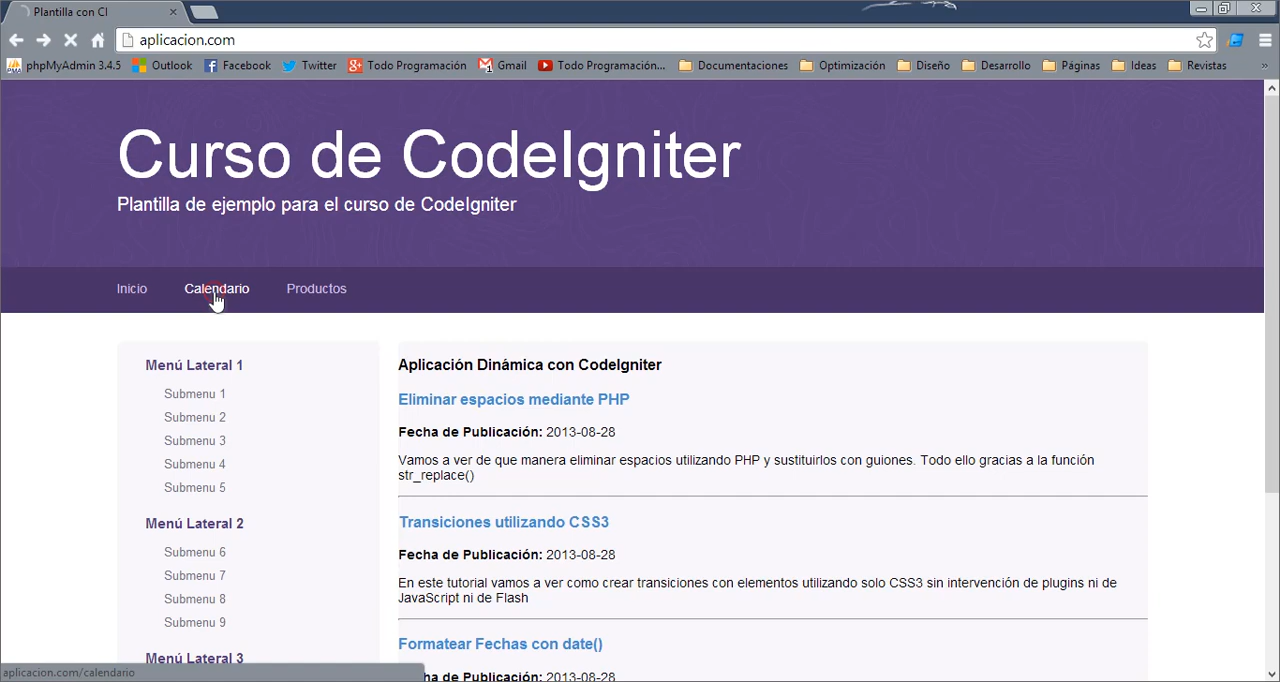 Plantilla con CI
aplicacion.com
phpMyAdmin 3.4.5 Outlook Facebook Twitter Todo Programación Gmail Todo Programación... Documentaciones Optimización Diseño Desarrollo Páginas Ideas Revistas »
Curso de CodeIgniter
Plantilla de ejemplo para el curso de CodeIgniter
Inicio Calendario Productos
Menú Lateral 1
Submenu 1
Submenu 2
Submenu 3
Submenu 4
Submenu 5
Menú Lateral 2
Submenu 6
Submenu 7
Submenu 8
Submenu 9
Menú Lateral 3
Aplicación Dinámica con CodeIgniter
Eliminar espacios mediante PHP
Fecha de Publicación: 2013-08-28
Vamos a ver de que manera eliminar espacios utilizando PHP y sustituirlos con guiones. Todo ello gracias a la función
str_replace()
Transiciones utilizando CSS3
Fecha de Publicación: 2013-08-28
En este tutorial vamos a ver como crear transiciones con elementos utilizando solo CSS3 sin intervención de plugins ni de
JavaScript ni de Flash
Formatear Fechas con date()
cha de Publicación: 2013-08-28
aplicacion.com/calendario